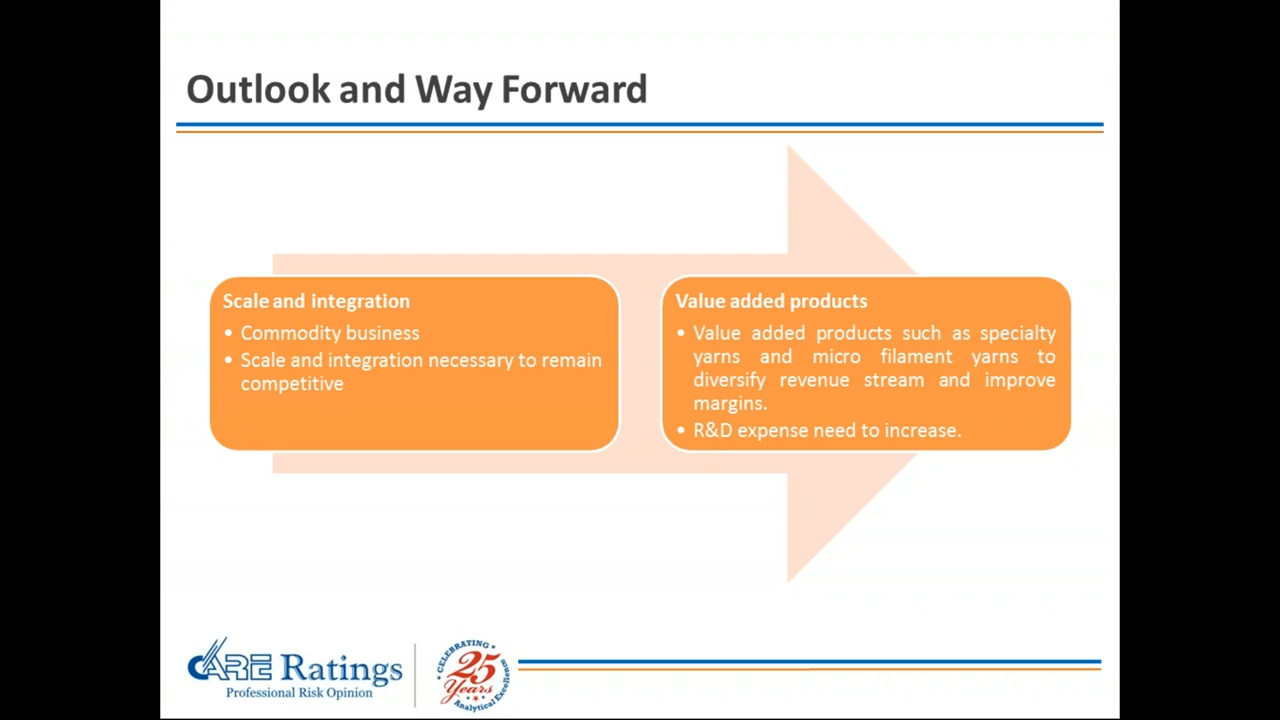 Outlook and Way Forward
Scale and integration
• Commodity business
• Scale and integration necessary to remain
competitive
Value added products
• Value added products such as specialty
yarns and micro filament yarns to
diversify revenue stream and improve
margins.
• R&D expense need to increase.
CARE Ratings
Professional Risk Opinion
CELEBRATING
25
Years
Analytical Excellence